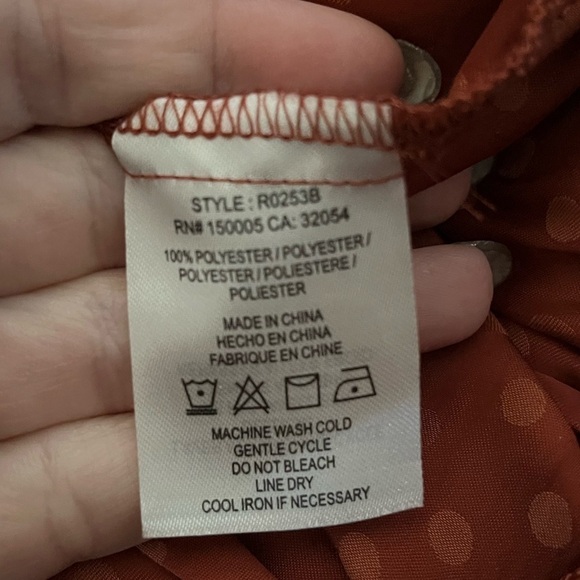 STYLE : R0253B
RN# 150005 CA: 32054
100% POLYESTER / POLYESTER /
POLYESTER / POLIESTERE /
POLIESTER
MADE IN CHINA
HECHO EN CHINA
FABRIQUE EN CHINE
MACHINE WASH COLD
GENTLE CYCLE
DO NOT BLEACH
LINE DRY
COOL IRON IF NECESSARY